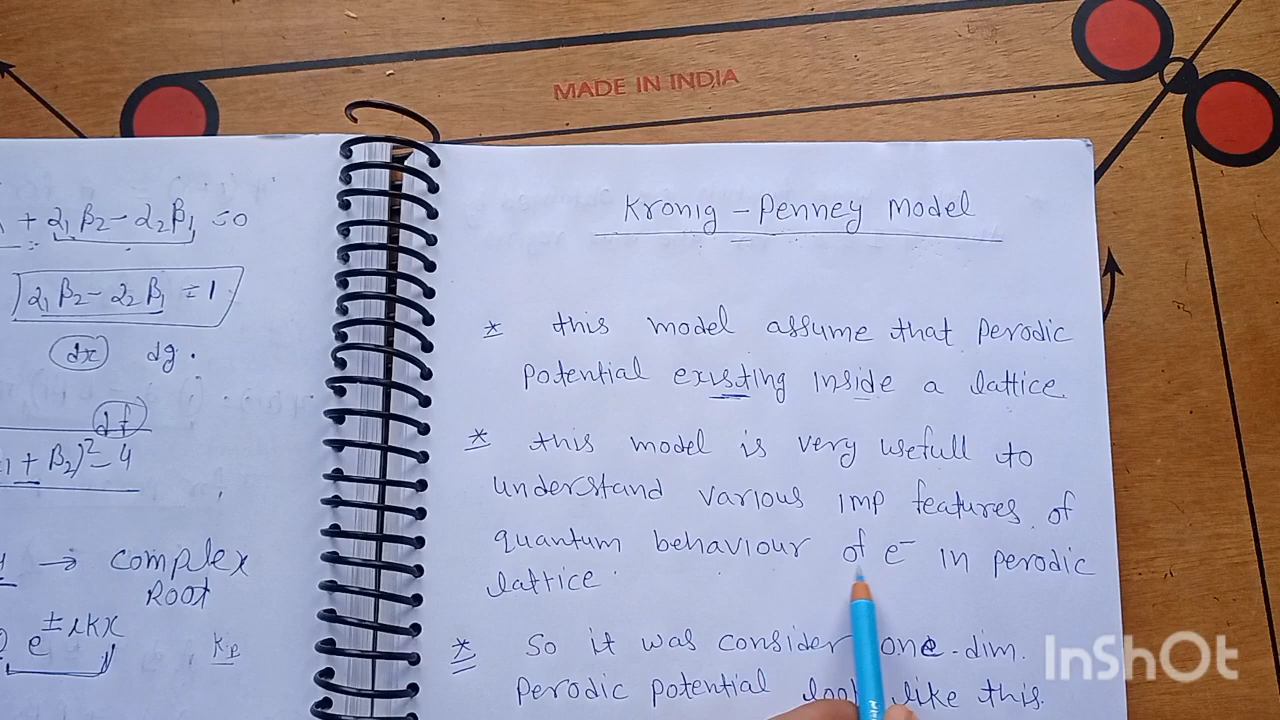 MADE IN INDIA
+ α₁β₂ - α₂β₁ = 0
α₁β₂ - α₂β₁ = 1
dx dg.
df
1 + β₂)² - 4
→ complex
Root
e^±ikx
Kronig - Penney Model
* this model assume that perodic
potential existing inside a lattice.
* this model is very usefull to
understand various imp features of
quantum behaviour of e⁻ in perodic
lattice.
* So it was consider one-dim.
perodic potential look like this.
InShOt